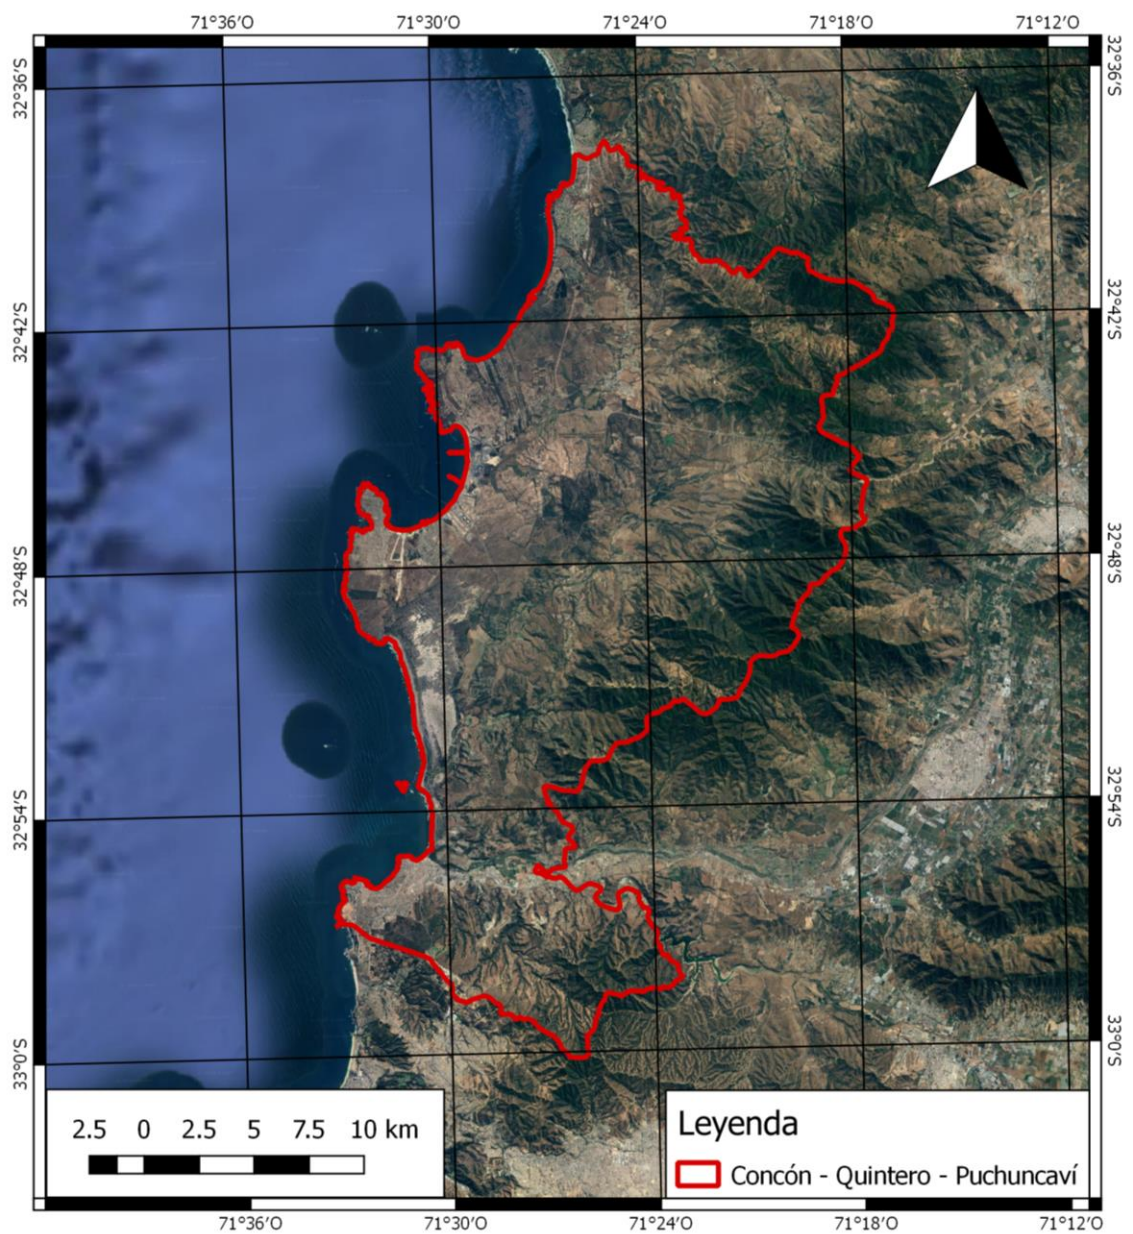 71°36′O 71°30′O 71°24′O 71°18′O 71°12′O
32°36′S 32°36′S
32°42′S 32°42′S
32°48′S 32°48′S
32°54′S 32°54′S
33°0′S 33°0′S
2.5 0 2.5 5 7.5 10 km
Leyenda
Concón - Quintero - Puchuncaví
71°36′O 71°30′O 71°24′O 71°18′O 71°12′O